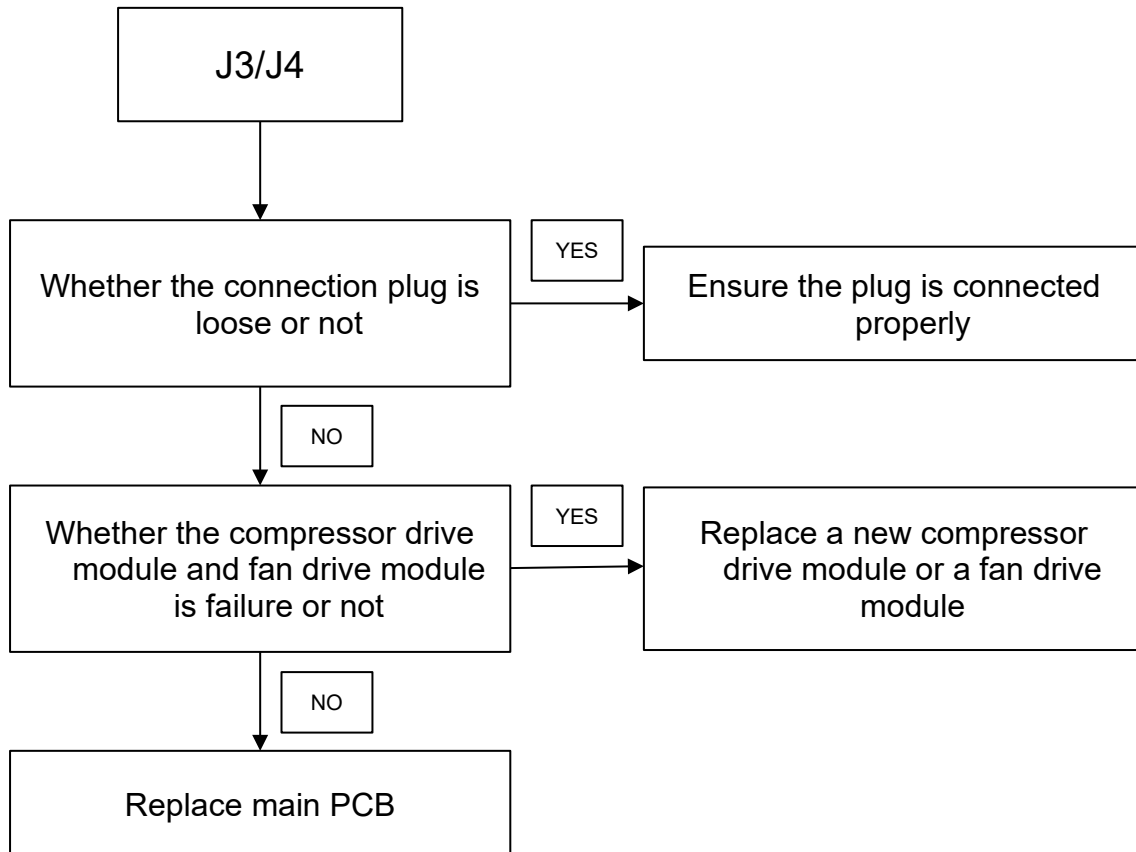 J3/J4
Whether the connection plug is
loose or not
YES
Ensure the plug is connected
properly
NO
Whether the compressor drive
module and fan drive module
is failure or not
YES
Replace a new compressor
drive module or a fan drive
module
NO
Replace main PCB